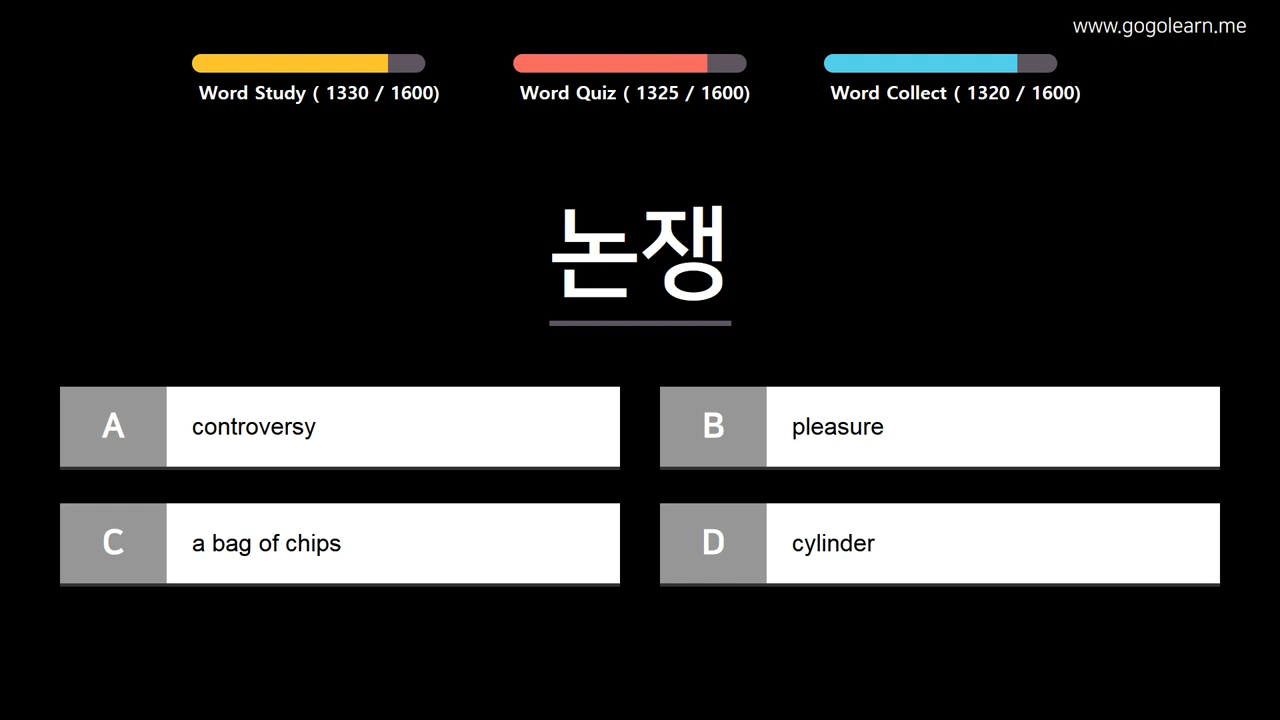 www.gogolearn.me
Word Study ( 1330 / 1600)
Word Quiz ( 1325 / 1600)
Word Collect ( 1320 / 1600)
논쟁
A controversy
B pleasure
C a bag of chips
D cylinder